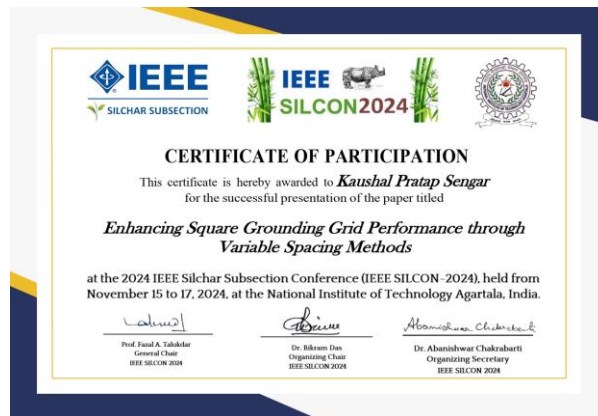 IEEE
SILCHAR SUBSECTION
IEEE
SILCON2024
CERTIFICATE OF PARTICIPATION
This certificate is hereby awarded to Kaushal Pratap Sengar
for the successful presentation of the paper titled
Enhancing Square Grounding Grid Performance through
Variable Spacing Methods
at the 2024 IEEE Silchar Subsection Conference (IEEE SILCON-2024), held from
November 15 to 17, 2024, at the National Institute of Technology Agartala, India.
Abanishwar Chakrabarti
Prof. Fazal A. Talukdar
General Chair
IEEE SILCON 2024
Dr. Bikram Das
Organizing Chair
IEEE SILCON 2024
Dr. Abanishwar Chakrabarti
Organizing Secretary
IEEE SILCON 2024